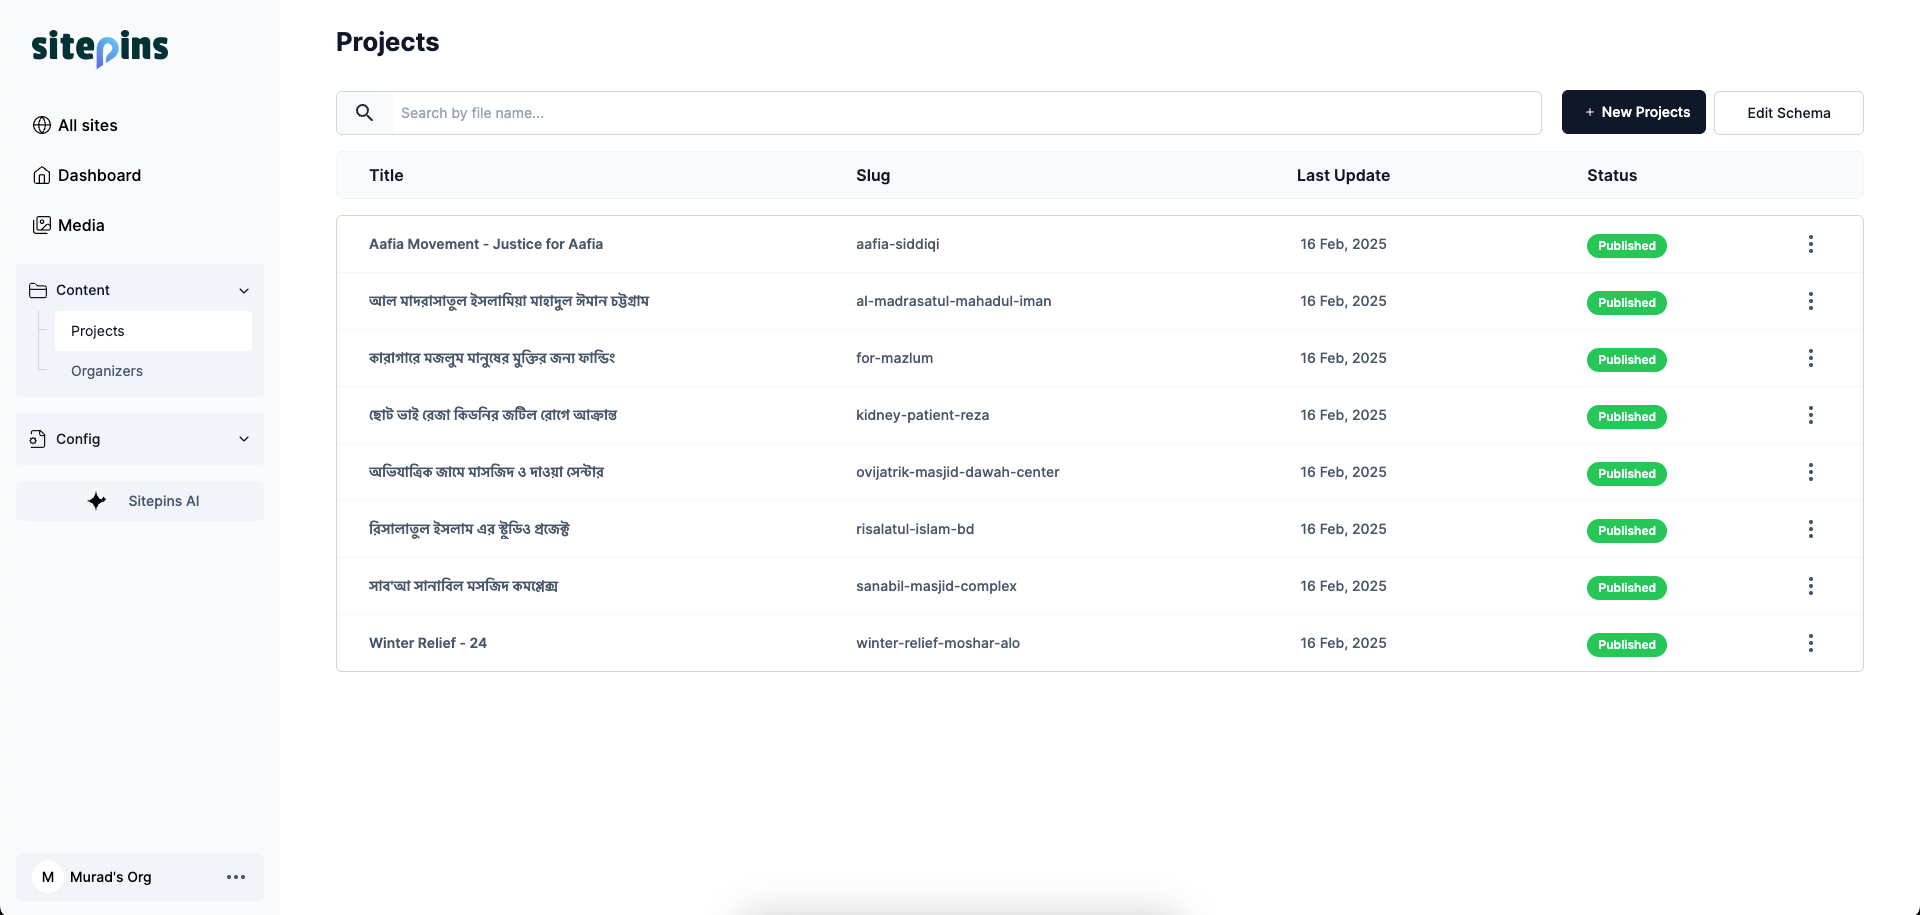 sitepins
All sites
Dashboard
Media
Content
Projects
Organizers
Config
Sitepins AI
M Murad's Org
Projects
Search by file name...
+ New Projects
Edit Schema
Title Slug Last Update Status
Aafia Movement - Justice for Aafia aafia-siddiqi 16 Feb, 2025 Published
আল মাদরাসাতুল ইসলামিয়া মাহাদুল ঈমান চট্টগ্রাম al-madrasatul-mahadul-iman 16 Feb, 2025 Published
কারাগারে মজলুম মানুষের মুক্তির জন্য ফান্ডিং for-mazlum 16 Feb, 2025 Published
ছোট ভাই রেজা কিডনির জটিল রোগে আক্রান্ত kidney-patient-reza 16 Feb, 2025 Published
অভিযাত্রিক জামে মাসজিদ ও দাওয়া সেন্টার ovijatrik-masjid-dawah-center 16 Feb, 2025 Published
রিসালাতুল ইসলাম এর স্টুডিও প্রজেক্ট risalatul-islam-bd 16 Feb, 2025 Published
সাব'আ সানাবিল মসজিদ কমপ্লেক্স sanabil-masjid-complex 16 Feb, 2025 Published
Winter Relief - 24 winter-relief-moshar-alo 16 Feb, 2025 Published